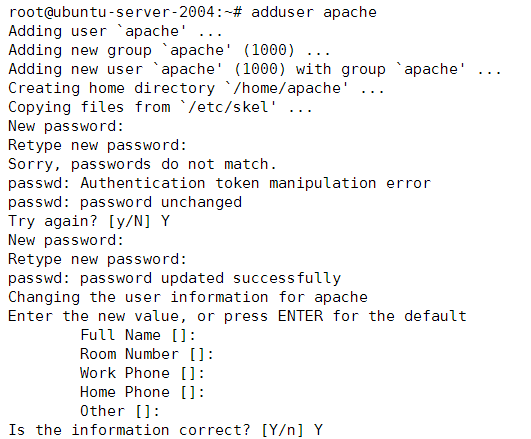 root@ubuntu-server-2004:~# adduser apache
Adding user `apache' ...
Adding new group `apache' (1000) ...
Adding new user `apache' (1000) with group `apache' ...
Creating home directory `/home/apache' ...
Copying files from `/etc/skel' ...
New password:
Retype new password:
Sorry, passwords do not match.
passwd: Authentication token manipulation error
passwd: password unchanged
Try again? [y/N] Y
New password:
Retype new password:
passwd: password updated successfully
Changing the user information for apache
Enter the new value, or press ENTER for the default
        Full Name []:
        Room Number []:
        Work Phone []:
        Home Phone []:
        Other []:
Is the information correct? [Y/n] Y